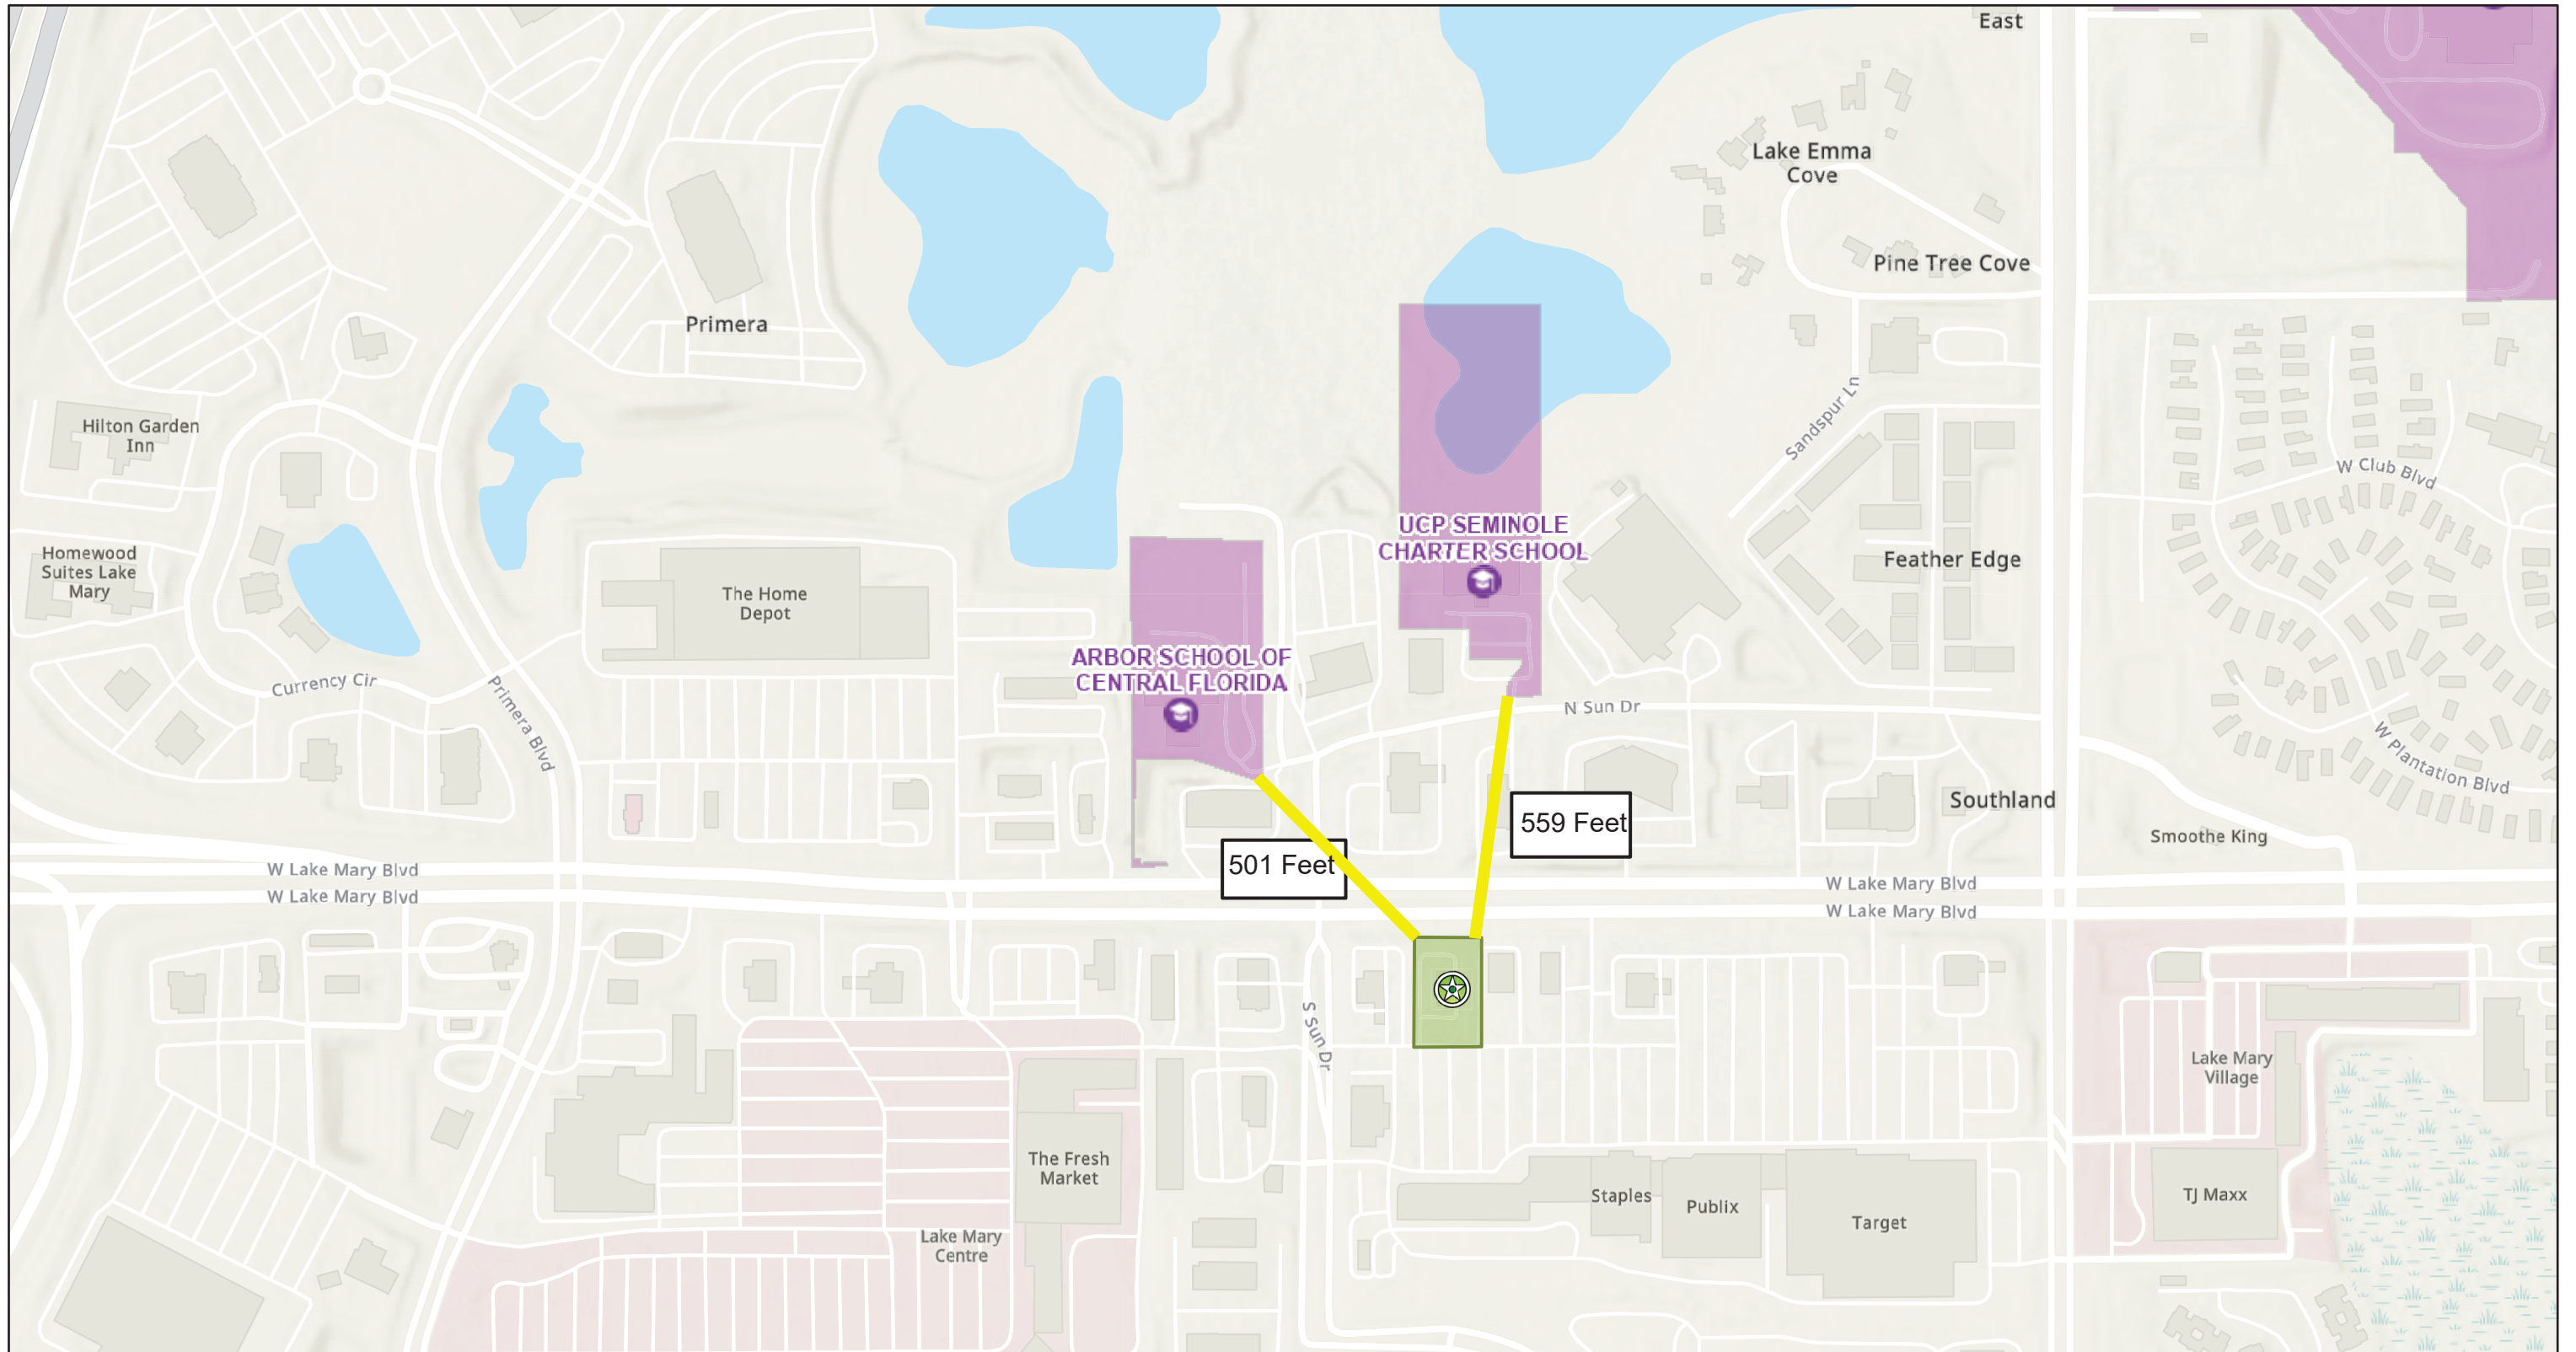 East
Lake Emma
Cove
Pine Tree Cove
Primera
Hilton Garden
Inn
Sandspur Ln
W Club Blvd
UCP SEMINOLE
CHARTER SCHOOL
Homewood
Suites Lake
Mary
The Home
Depot
Feather Edge
ARBOR SCHOOL OF
CENTRAL FLORIDA
Currency Cir
Primera Blvd
N Sun Dr
W Plantation Blvd
Southland
559 Feet
Smoothe King
501 Feet
W Lake Mary Blvd
W Lake Mary Blvd
W Lake Mary Blvd
W Lake Mary Blvd
S Sun Dr
Lake Mary
Village
The Fresh
Market
Staples
Publix
Target
TJ Maxx
Lake Mary
Centre